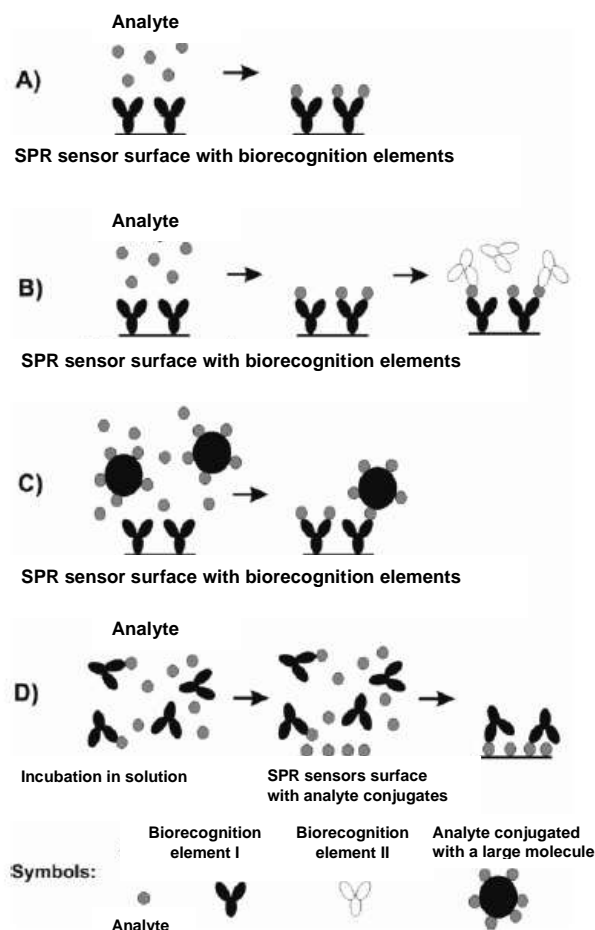 Analyte
A)
SPR sensor surface with biorecognition elements
Analyte
B)
SPR sensor surface with biorecognition elements
C)
SPR sensor surface with biorecognition elements
Analyte
D)
Incubation in solution
SPR sensors surface
with analyte conjugates
Symbols:
Biorecognition
element I
Biorecognition
element II
Analyte conjugated
with a large molecule
Analyte